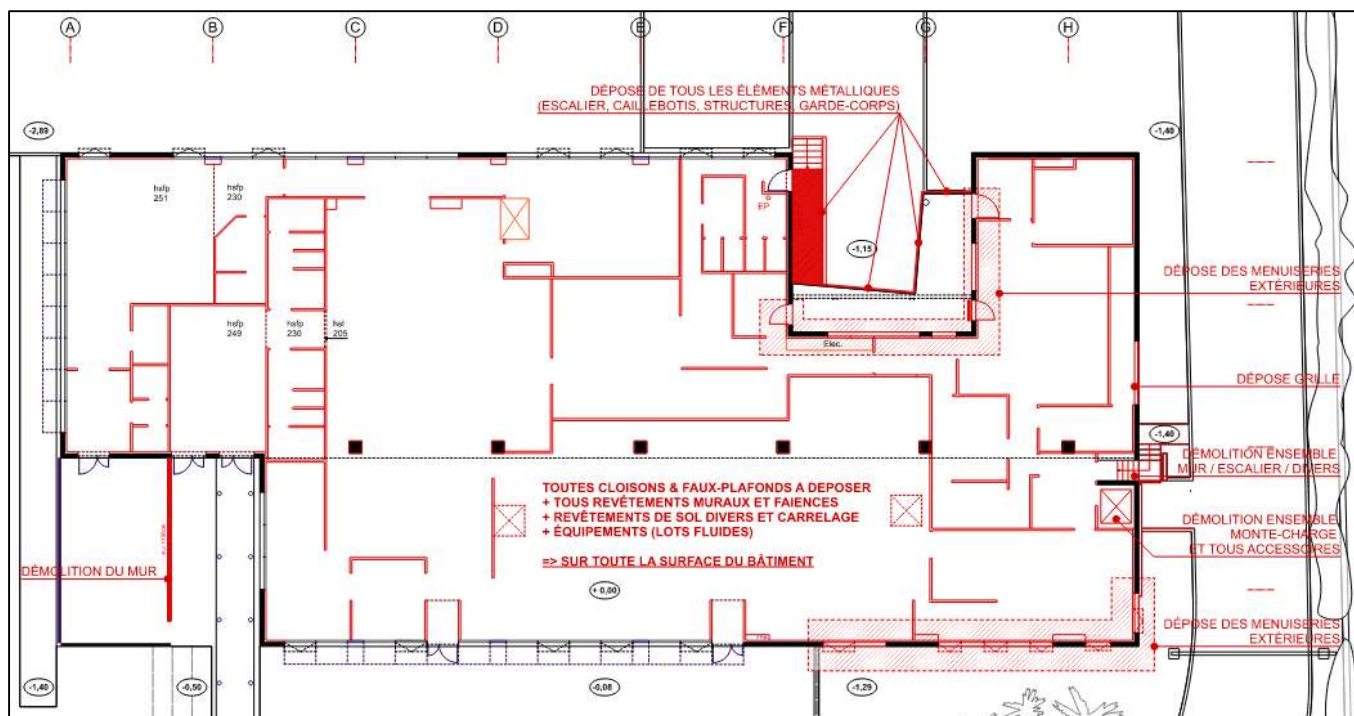 A B C D E F G H
DÉPOSE DE TOUS LES ÉLÉMENTS MÉTALLIQUES
(ESCALIER, CAILLEBOTIS, STRUCTURES, GARDE-CORPS)
-2,89
-1,40
hsfp
251
hsfp
230
EP
-1,15
DÉPOSE DES MENUISERIES
EXTÉRIEURES
hsfp
249
hsfp
230
hsl
205
Elec.
DÉPOSE GRILLE
-1,40
DÉMOLITION ENSEMBLE
MUR / ESCALIER / DIVERS
TOUTES CLOISONS & FAUX-PLAFONDS A DEPOSER
+ TOUS REVÊTEMENTS MURAUX ET FAIENCES
+ REVÊTEMENTS DE SOL DIVERS ET CARRELAGE
+ ÉQUIPEMENTS (LOTS FLUIDES)
=> SUR TOUTE LA SURFACE DU BÂTIMENT
DÉMOLITION ENSEMBLE
MONTE-CHARGE
ET TOUS ACCESSOIRES
DÉMOLITION DU MUR
+ 0,00
DÉPOSE DES MENUISERIES
EXTÉRIEURES
-1,40
-0,50
-0,08
-1,29